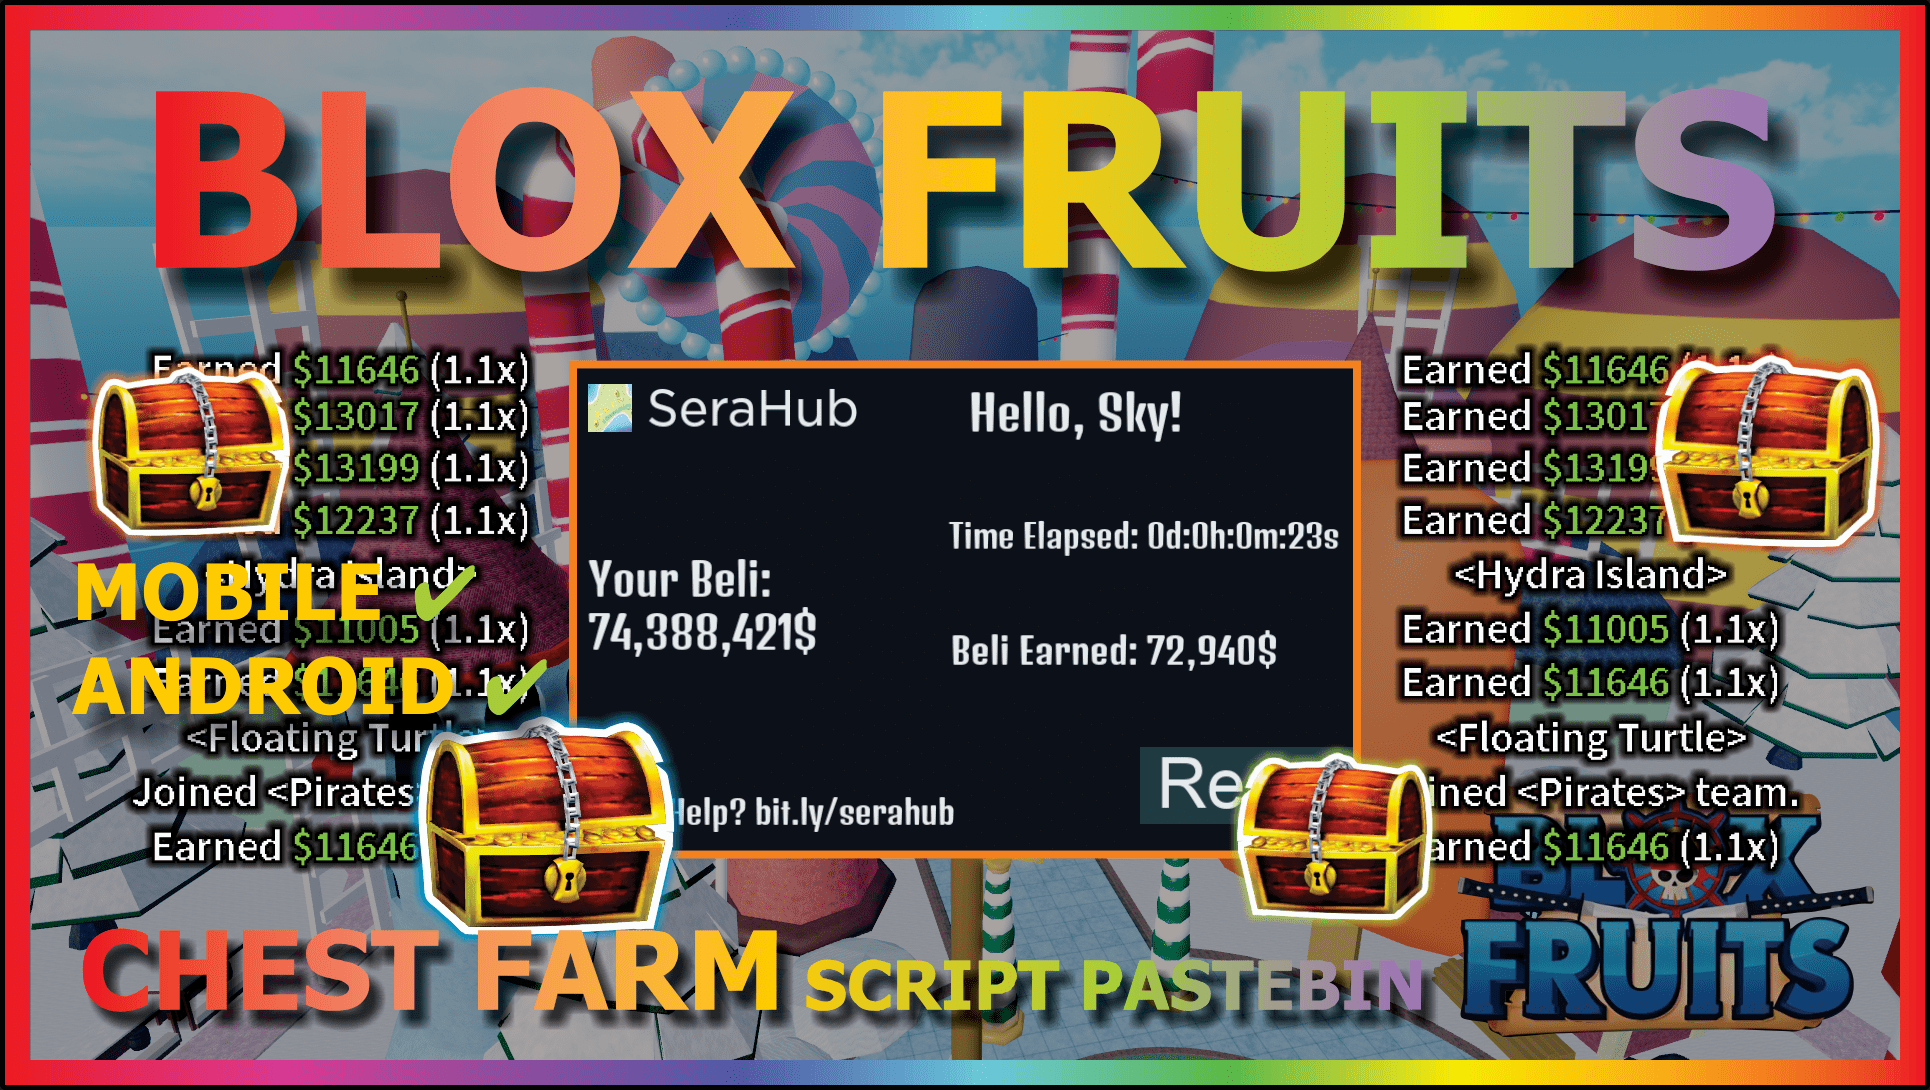 BLOX FRUITS
Earned $11646 (1.1x)
$13017 (1.1x)
$13199 (1.1x)
$12237 (1.1x)
<Hydra Island>
MOBILE ✓
Earned $11005 (1.1x)
ANDROID ✓
<Floating
Joined <Pirates
Earned $11646
SeraHub
Hello, Sky!
Time Elapsed: 0d:0h:0m:23s
Your Beli:
74,388,421$
Beli Earned: 72,940$
Help? bit.ly/serahub
Earned $11646
Earned $1301
Earned $1319
Earned $12237
<Hydra Island>
Earned $11005 (1.1x)
Earned $11646 (1.1x)
<Floating Turtle>
<Pirates> team.
$11646 (1.1x)
BLOX
FRUITS
CHEST FARM SCRIPT PASTEBIN